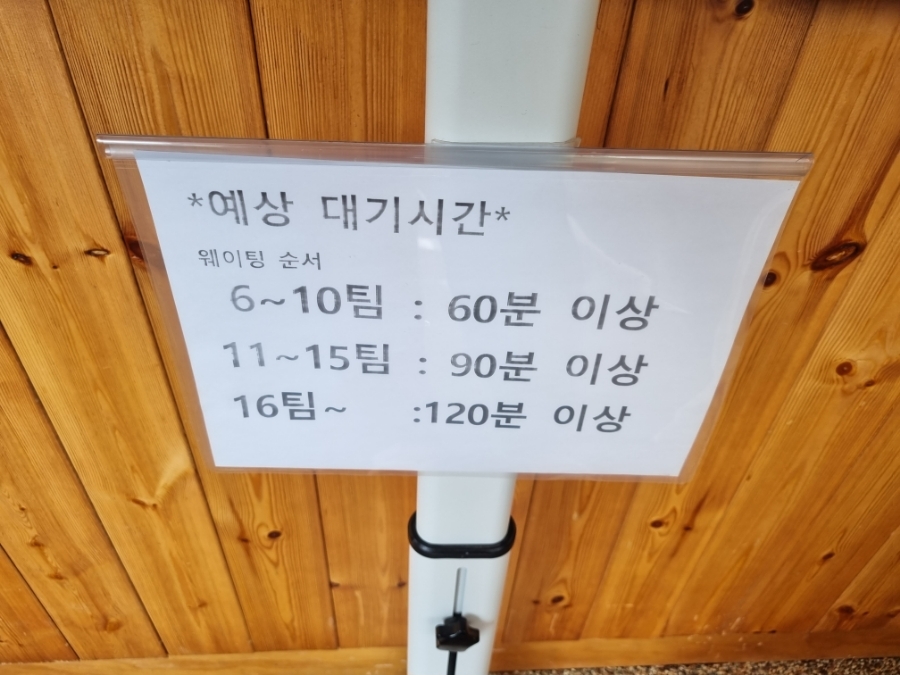 *예상 대기시간*
웨이팅 순서
6~10팀 : 60분 이상
11~15팀 : 90분 이상
16팀~ :120분 이상